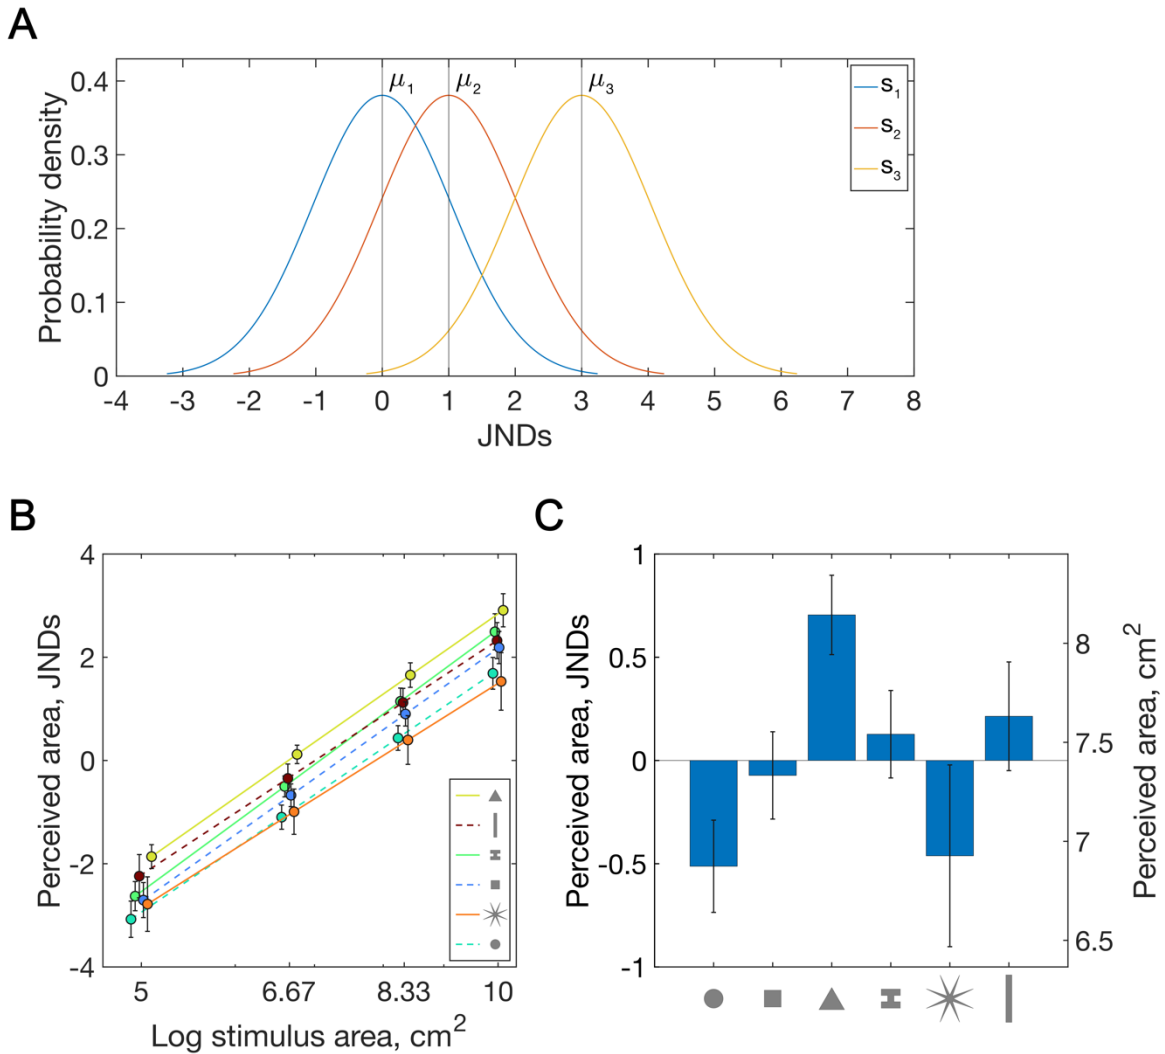 A
0.4
0.3
0.2
0.1
0
Probability density
μ1
μ2
μ3
s1
s2
s3
-4 -3 -2 -1 0 1 2 3 4 5 6 7 8
JNDs
B
4
2
0
-2
-4
Perceived area, JNDs
5 6.67 8.33 10
Log stimulus area, cm²
C
1
0.5
0
-0.5
-1
Perceived area, JNDs
8
7.5
7
6.5
Perceived area, cm²